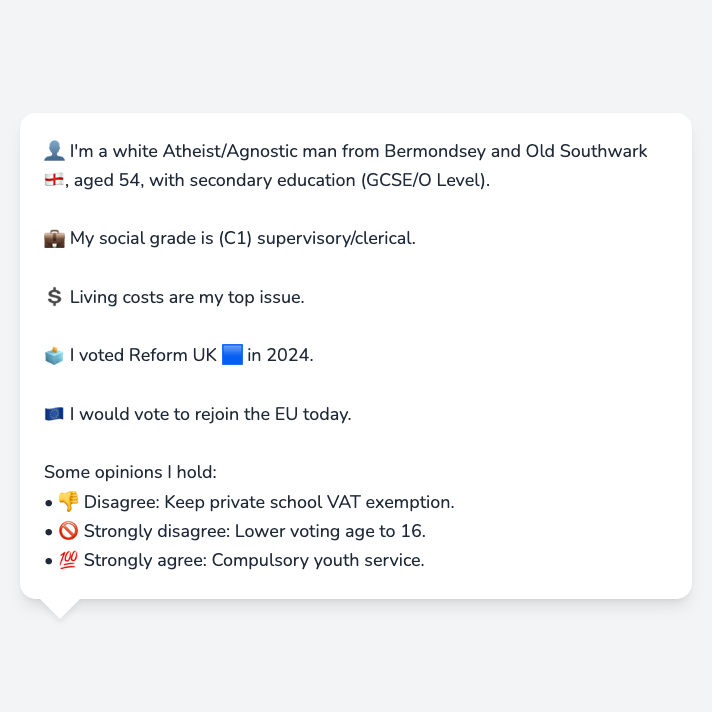 👤 I'm a white Atheist/Agnostic man from Bermondsey and Old Southwark
🏴󠁧󠁢󠁥󠁮󠁧󠁿, aged 54, with secondary education (GCSE/O Level).
💼 My social grade is (C1) supervisory/clerical.
💲 Living costs are my top issue.
🗳️ I voted Reform UK 🟦 in 2024.
🇪🇺 I would vote to rejoin the EU today.
Some opinions I hold:
• 👎 Disagree: Keep private school VAT exemption.
• 🚫 Strongly disagree: Lower voting age to 16.
• 💯 Strongly agree: Compulsory youth service.